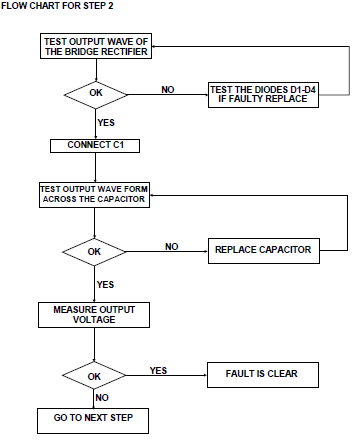 FLOW CHART FOR STEP 2
TEST OUTPUT WAVE OF
THE BRIDGE RECTIFIER
OK
NO
TEST THE DIODES D1-D4
IF FAULTY REPLACE
YES
CONNECT C1
TEST OUTPUT WAVE FORM
ACROSS THE CAPACITOR
OK
NO
REPLACE CAPACITOR
YES
MEASURE OUTPUT
VOLTAGE
OK
YES
FAULT IS CLEAR
NO
GO TO NEXT STEP